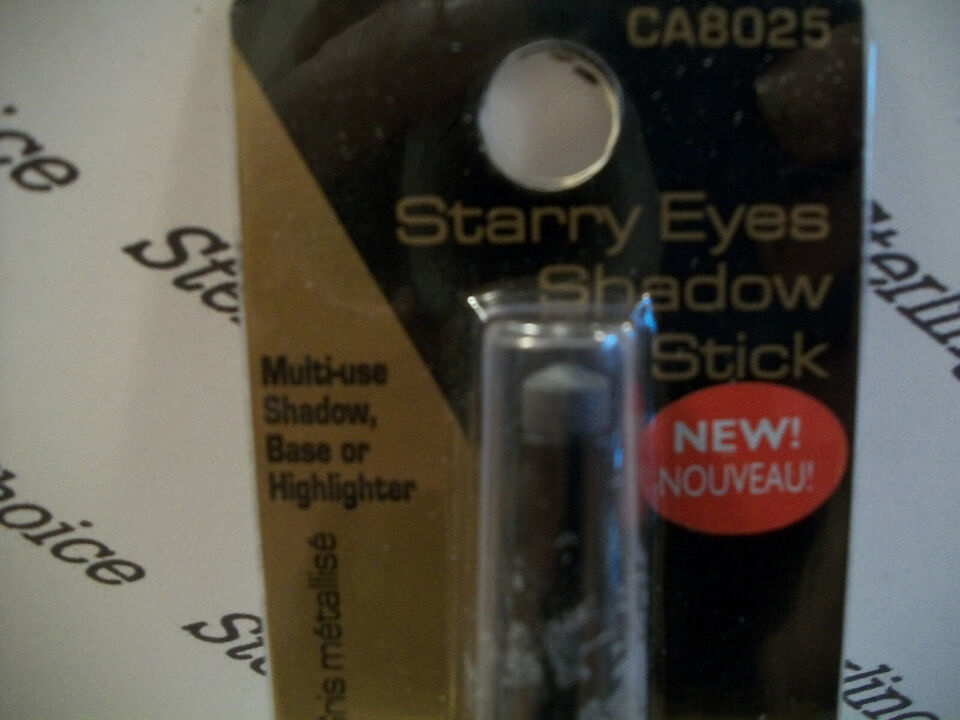 CA8025
Starry Eyes
Shadow
Stick
NEW!
NOUVEAU!
Multi-use
Shadow,
Base or
Highlighter
métallisé